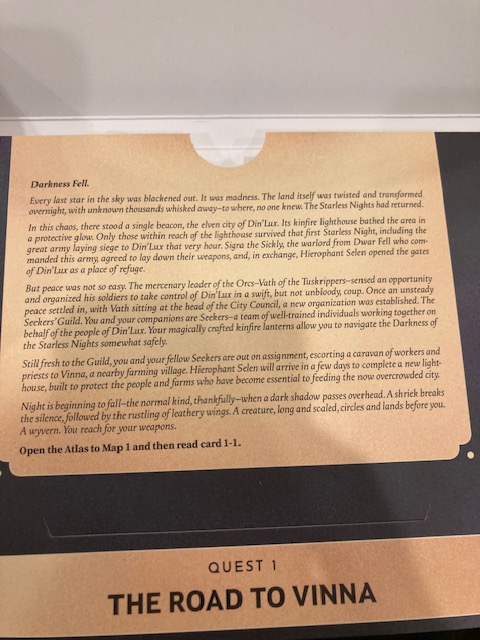 Darkness Fell.
Every last star in the sky was blackened out. It was madness. The land itself was twisted and transformed
overnight, with unknown thousands whisked away–to where, no one knew. The Starless Nights had returned.
In this chaos, there stood a single beacon, the elven city of Din'Lux. Its kinfire lighthouse bathed the area in
a protective glow. Only those within reach of the lighthouse survived that first Starless Night, including the
great army laying siege to Din'Lux that very hour. Sigra the Sickly, the warlord from Dwar Fell who com-
manded this army, agreed to lay down their weapons, and, in exchange, Hierophant Selen opened the gates
of Din'Lux as a place of refuge.
But peace was not so easy. The mercenary leader of the Orcs–Vath of the Tuskrippers–sensed an opportunity
and organized his soldiers to take control of Din'Lux in a swift, but not unbloody, coup. Once an unsteady
peace settled in, with Vath sitting at the head of the City Council, a new organization was established. The
Seekers' Guild. You and your companions are Seekers–a team of well-trained individuals working together on
behalf of the people of Din'Lux. Your magically crafted kinfire lanterns allow you to navigate the Darkness of
the Starless Nights somewhat safely.
Still fresh to the Guild, you and your fellow Seekers are out on assignment, escorting a caravan of workers and
priests to Vinna, a nearby farming village. Hierophant Selen will arrive in a few days to complete a new light-
house, built to protect the people and farms who have become essential to feeding the now overcrowded city.
Night is beginning to fall–the normal kind, thankfully–when a dark shadow passes overhead. A shriek breaks
the silence, followed by the rustling of leathery wings. A creature, long and scaled, circles and lands before you.
A wyvern. You reach for your weapons.
Open the Atlas to Map 1 and then read card 1-1.
QUEST 1
THE ROAD TO VINNA